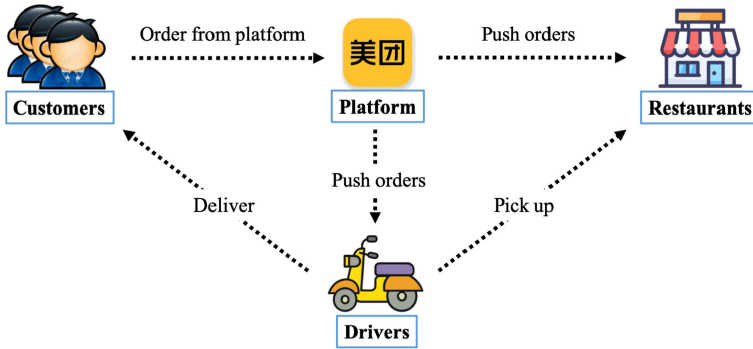 Order from platform
美团
Push orders
Customers
Platform
Restaurants
Push orders
Deliver
Pick up
Drivers